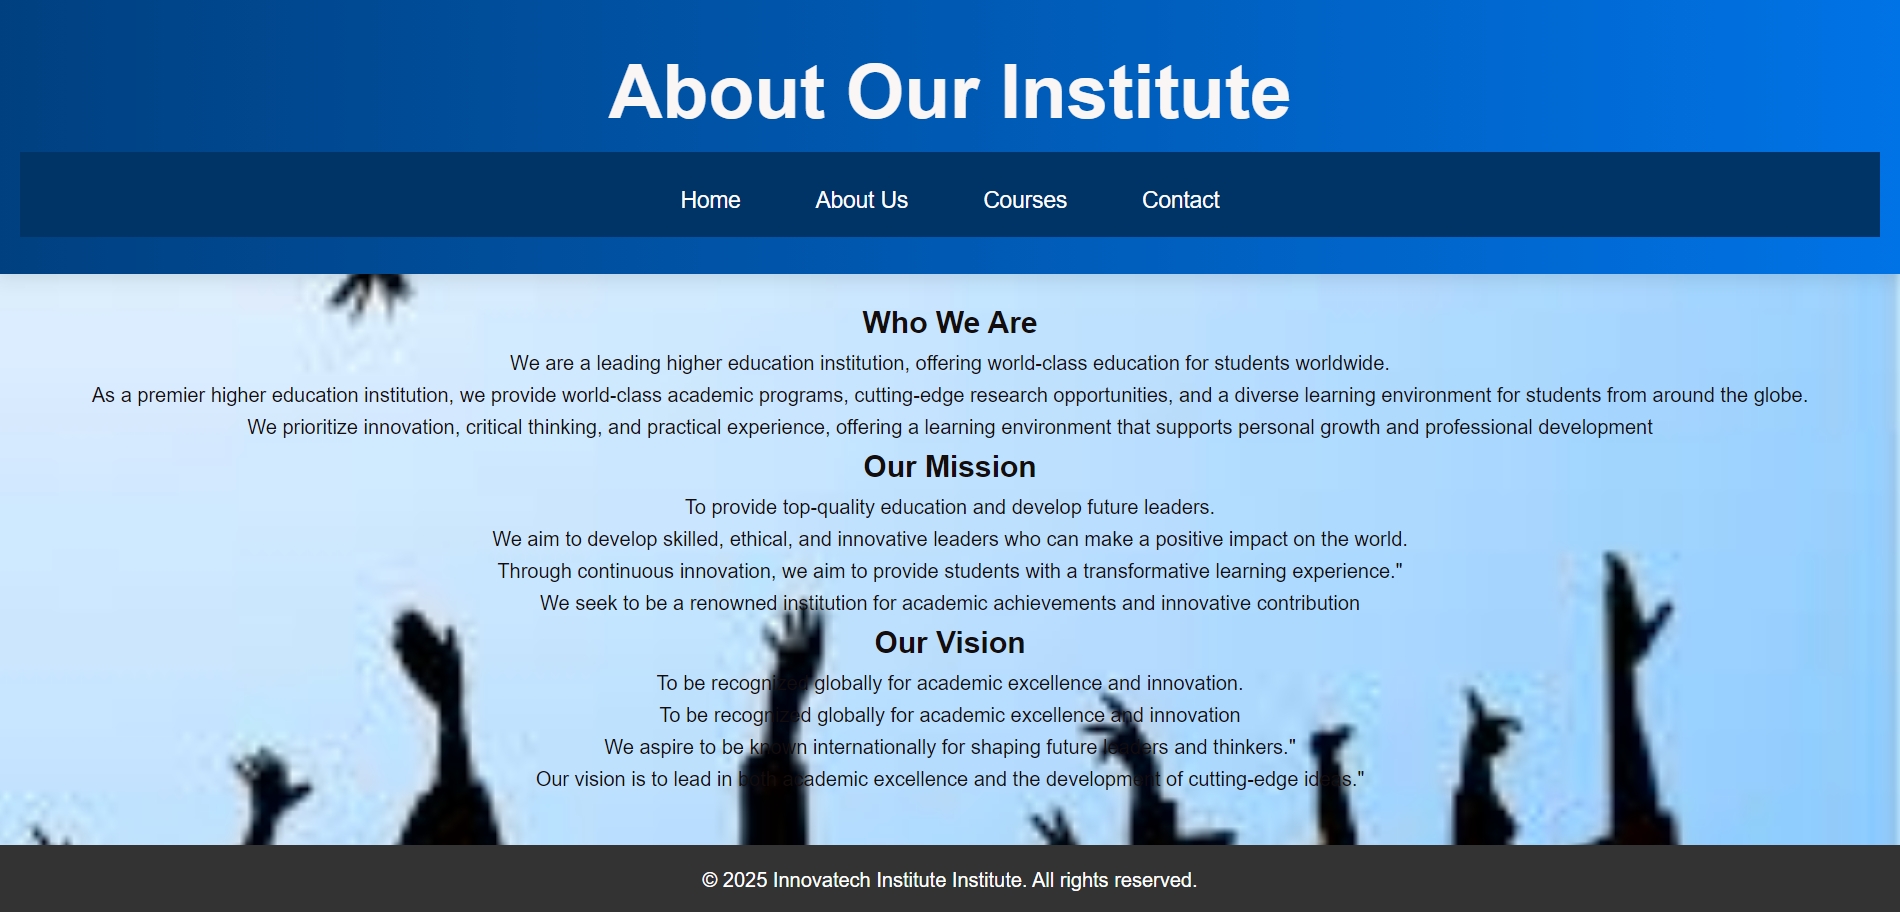 About Our Institute
Home About Us Courses Contact
Who We Are
We are a leading higher education institution, offering world-class education for students worldwide.
As a premier higher education institution, we provide world-class academic programs, cutting-edge research opportunities, and a diverse learning environment for students from around the globe.
We prioritize innovation, critical thinking, and practical experience, offering a learning environment that supports personal growth and professional development
Our Mission
To provide top-quality education and develop future leaders.
We aim to develop skilled, ethical, and innovative leaders who can make a positive impact on the world.
Through continuous innovation, we aim to provide students with a transformative learning experience."
We seek to be a renowned institution for academic achievements and innovative contribution
Our Vision
To be recognized globally for academic excellence and innovation.
To be recognized globally for academic excellence and innovation
We aspire to be known internationally for shaping future leaders and thinkers."
Our vision is to lead in both academic excellence and the development of cutting-edge ideas."
© 2025 Innovatech Institute Institute. All rights reserved.